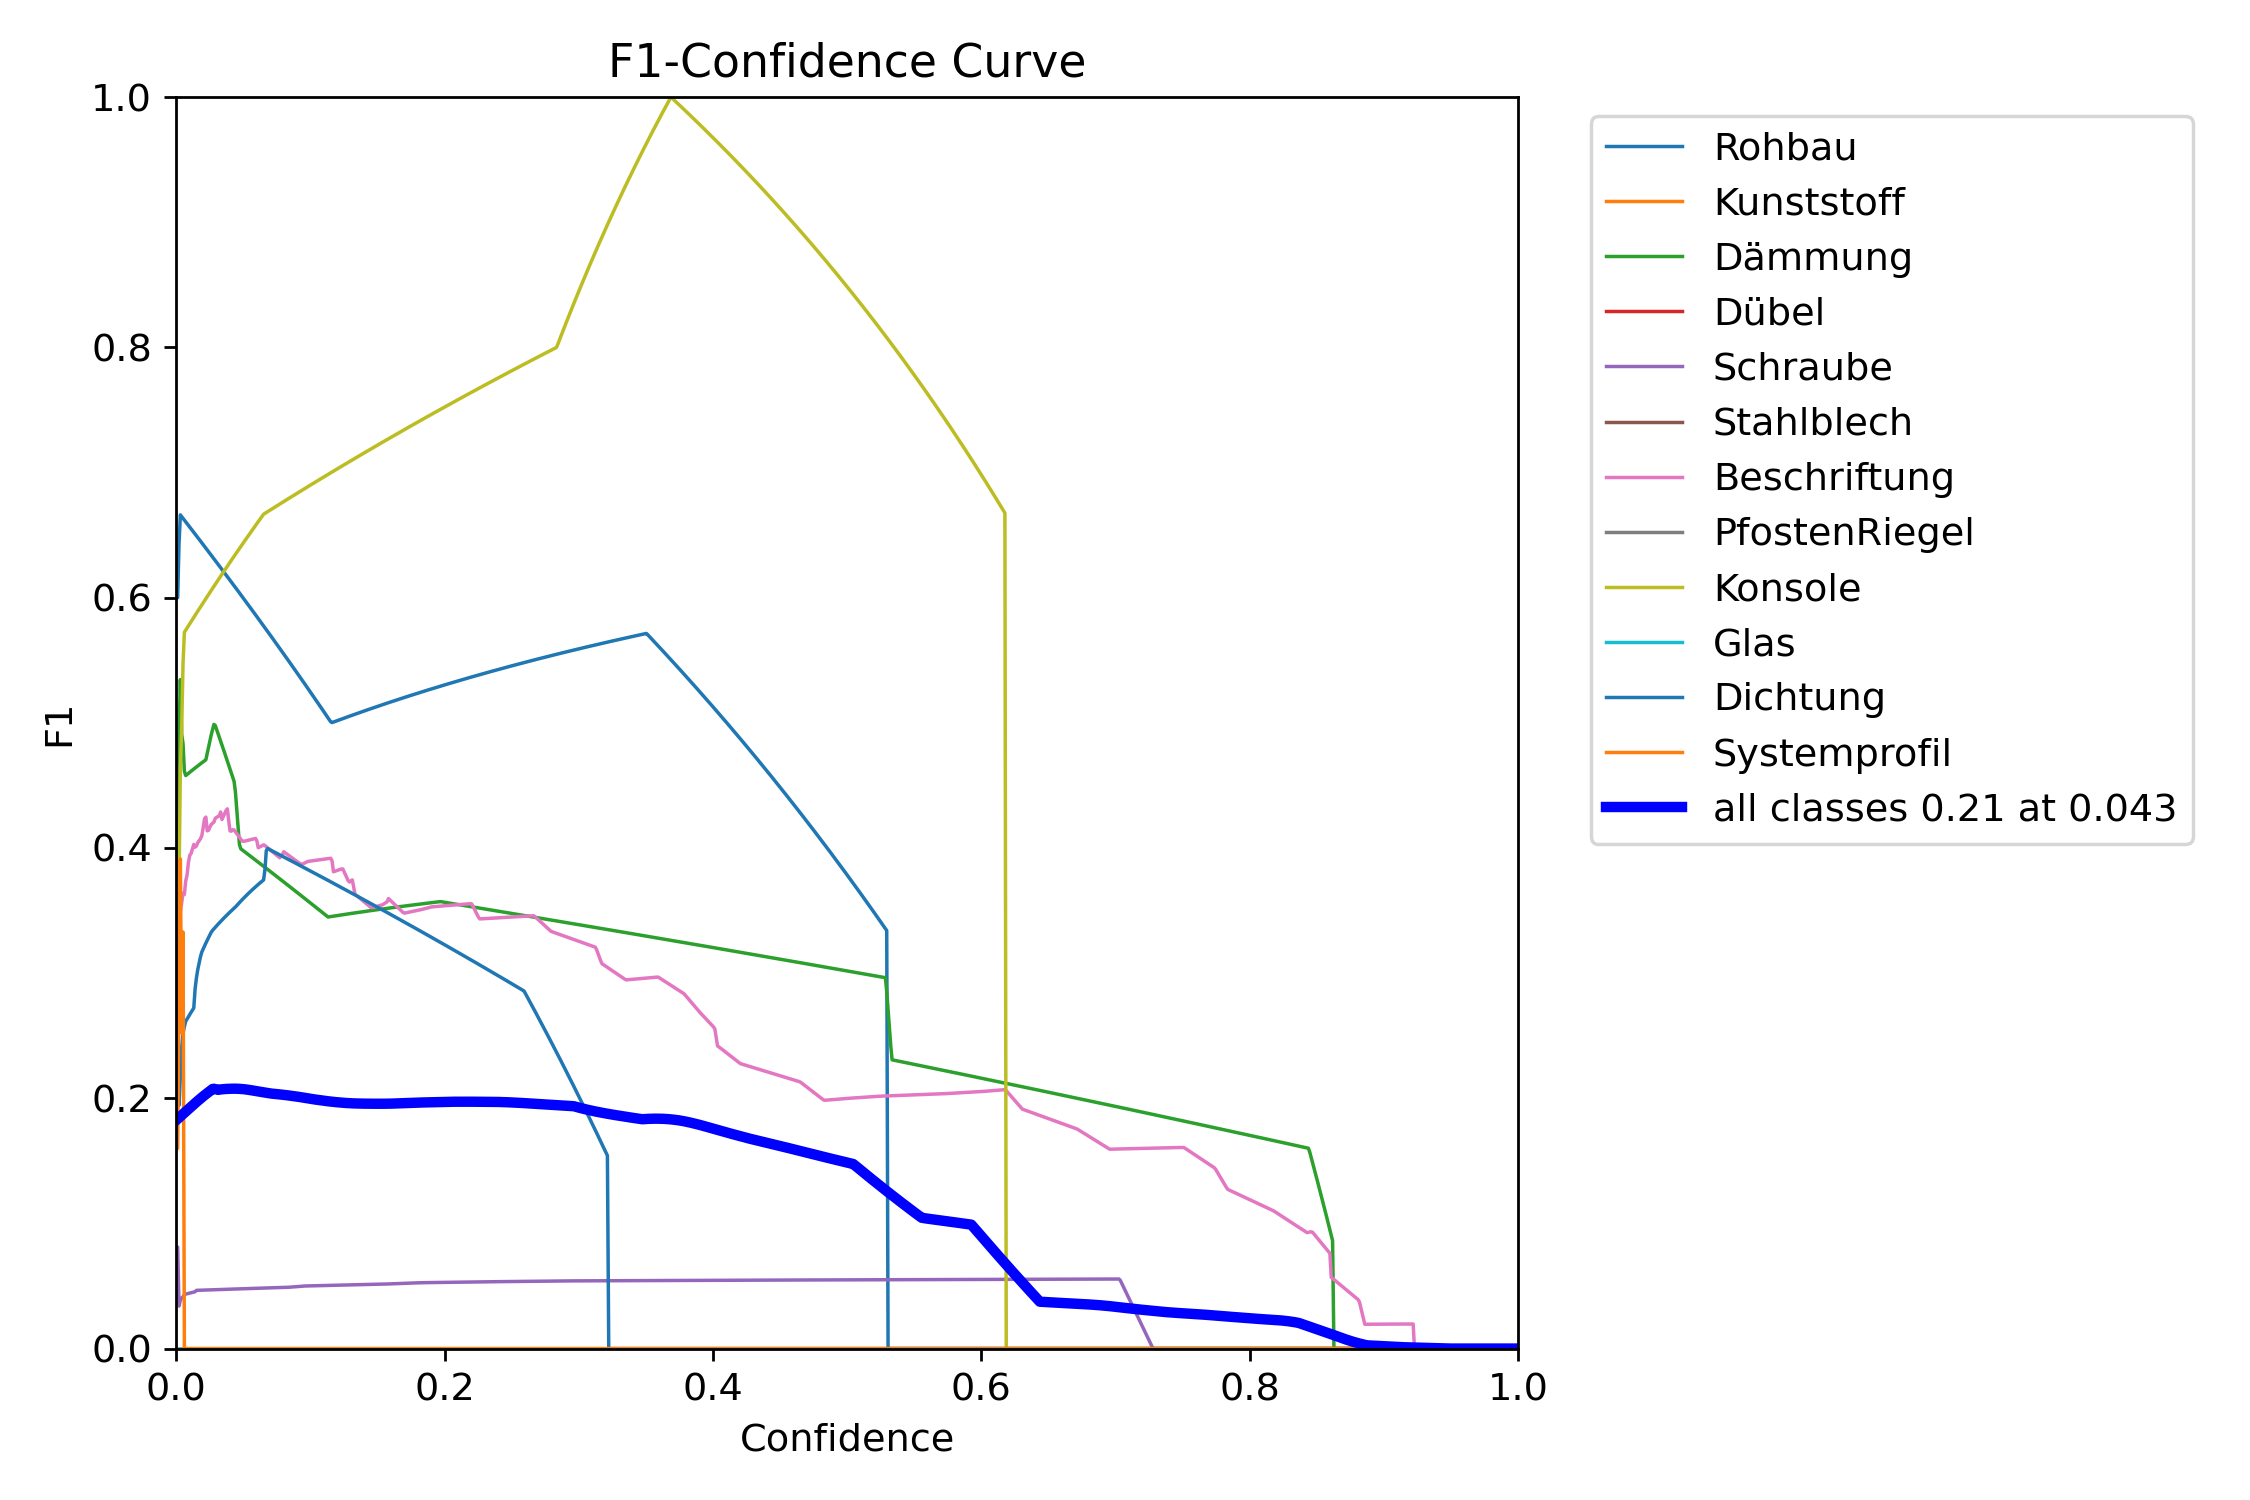 F1-Confidence Curve
1.0
0.8
0.6
0.4
0.2
0.0
F1
0.0 0.2 0.4 0.6 0.8 1.0
Confidence
Rohbau
Kunststoff
Dämmung
Dübel
Schraube
Stahlblech
Beschriftung
PfostenRiegel
Konsole
Glas
Dichtung
Systemprofil
all classes 0.21 at 0.043